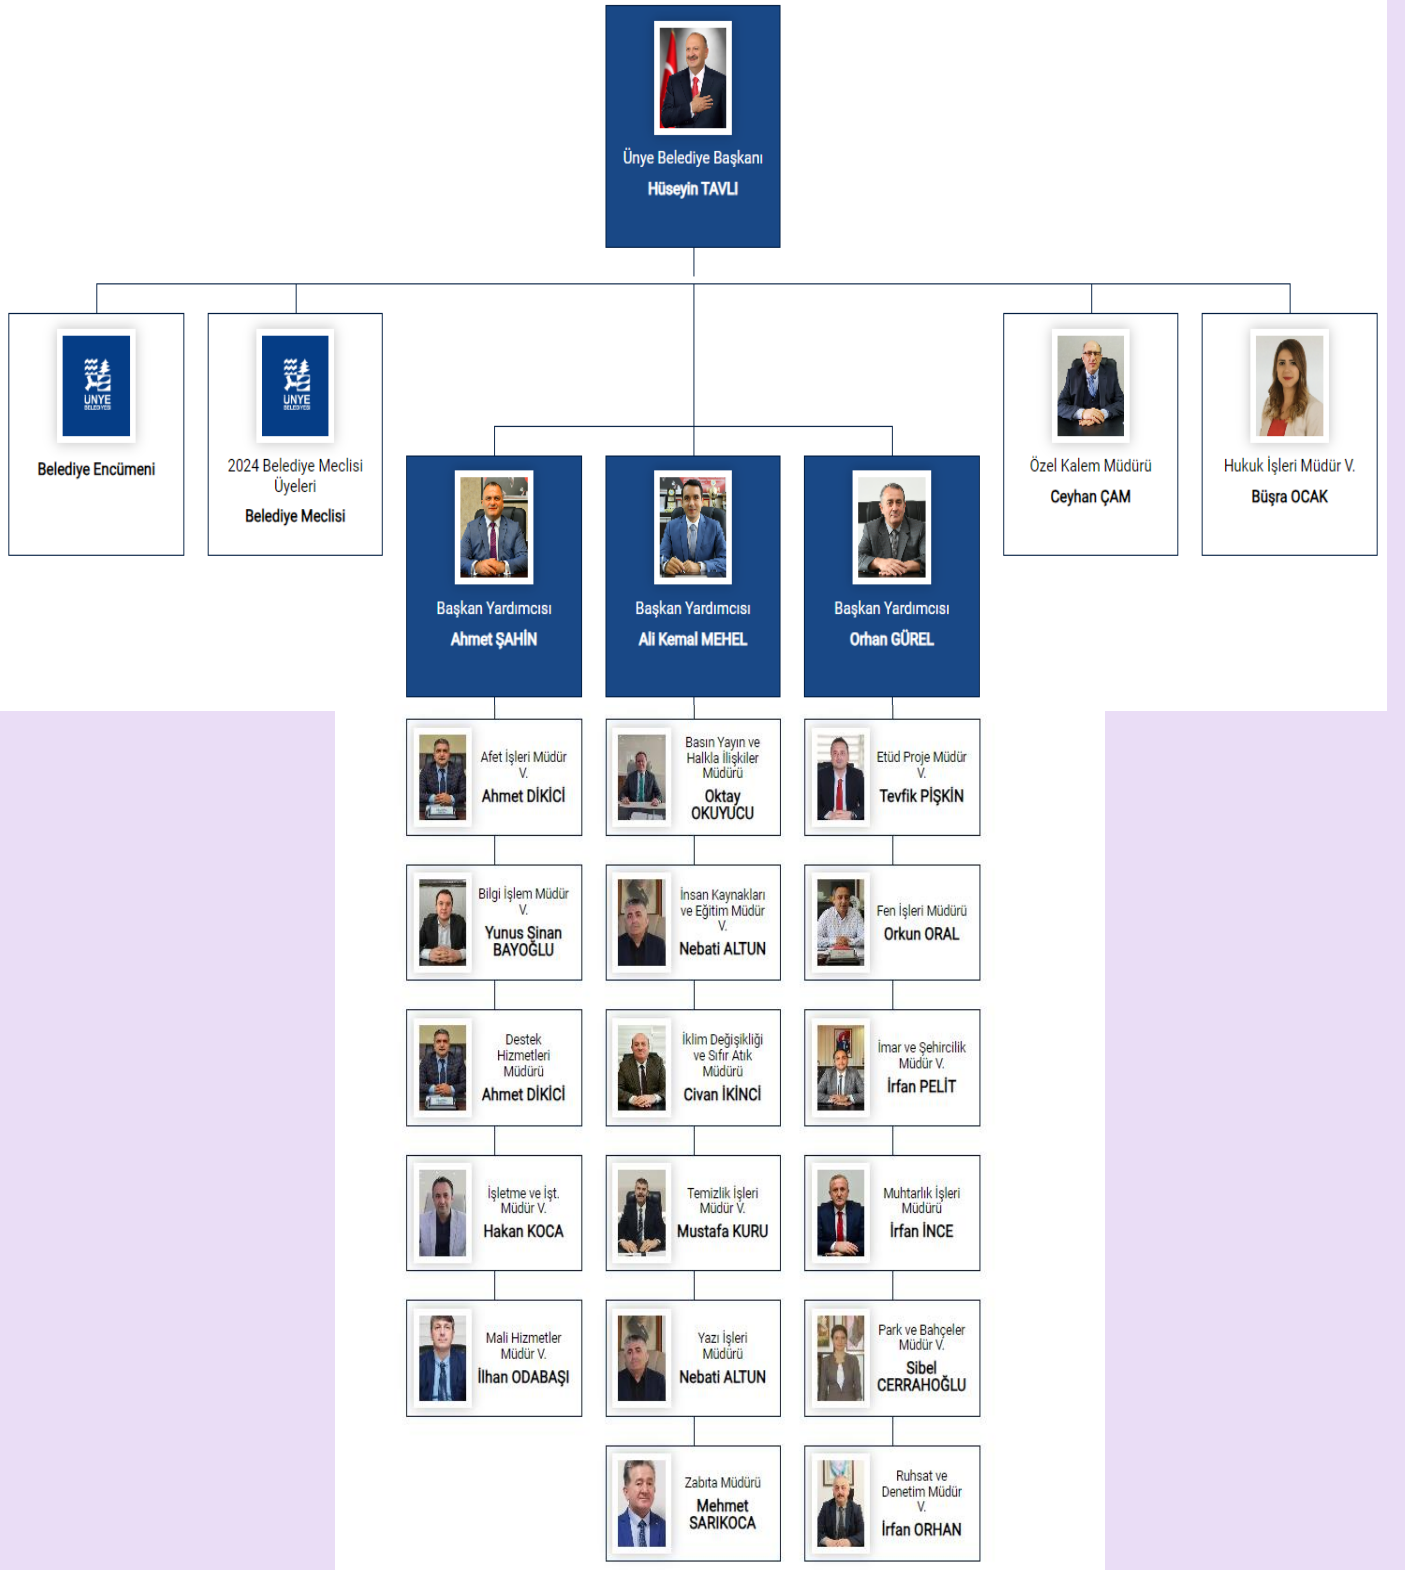 Ünye Belediye Başkanı
Hüseyin TAVLI
UNYE
BELEDİYESİ
Belediye Encümeni
UNYE
BELEDİYESİ
2024 Belediye Meclisi
Üyeleri
Belediye Meclisi
Özel Kalem Müdürü
Ceyhan ÇAM
Hukuk İşleri Müdür V.
Büşra OCAK
Başkan Yardımcısı
Ahmet ŞAHİN
Başkan Yardımcısı
Ali Kemal MEHEL
Başkan Yardımcısı
Orhan GÜREL
Afet İşleri Müdür
V.
Ahmet DİKİCİ
Basın Yayın ve
Halkla İlişkiler
Müdürü
Oktay
OKUYUCU
Etüd Proje Müdür
V.
Tevfik PİŞKİN
Bilgi İşlem Müdür
V.
Yunus Sinan
BAYOĞLU
İnsan Kaynakları
ve Eğitim Müdür
V.
Nebati ALTUN
Fen İşleri Müdürü
Orkun ORAL
Destek
Hizmetleri
Müdürü
Ahmet DİKİCİ
İklim Değişikliği
ve Sıfır Atık
Müdürü
Civan İKİNCİ
İmar ve Şehircilik
Müdür V.
İrfan PELİT
İşletme ve İşt.
Müdür V.
Hakan KOCA
Temizlik İşleri
Müdür V.
Mustafa KURU
Muhtarlık İşleri
Müdürü
İrfan İNCE
Mali Hizmetler
Müdür V.
İlhan ODABAŞI
Yazı İşleri
Müdürü
Nebati ALTUN
Park ve Bahçeler
Müdür V.
Sibel
CERRAHOĞLU
Zabıta Müdürü
Mehmet
SARIKOCA
Ruhsat ve
Denetim Müdür
V.
İrfan ORHAN